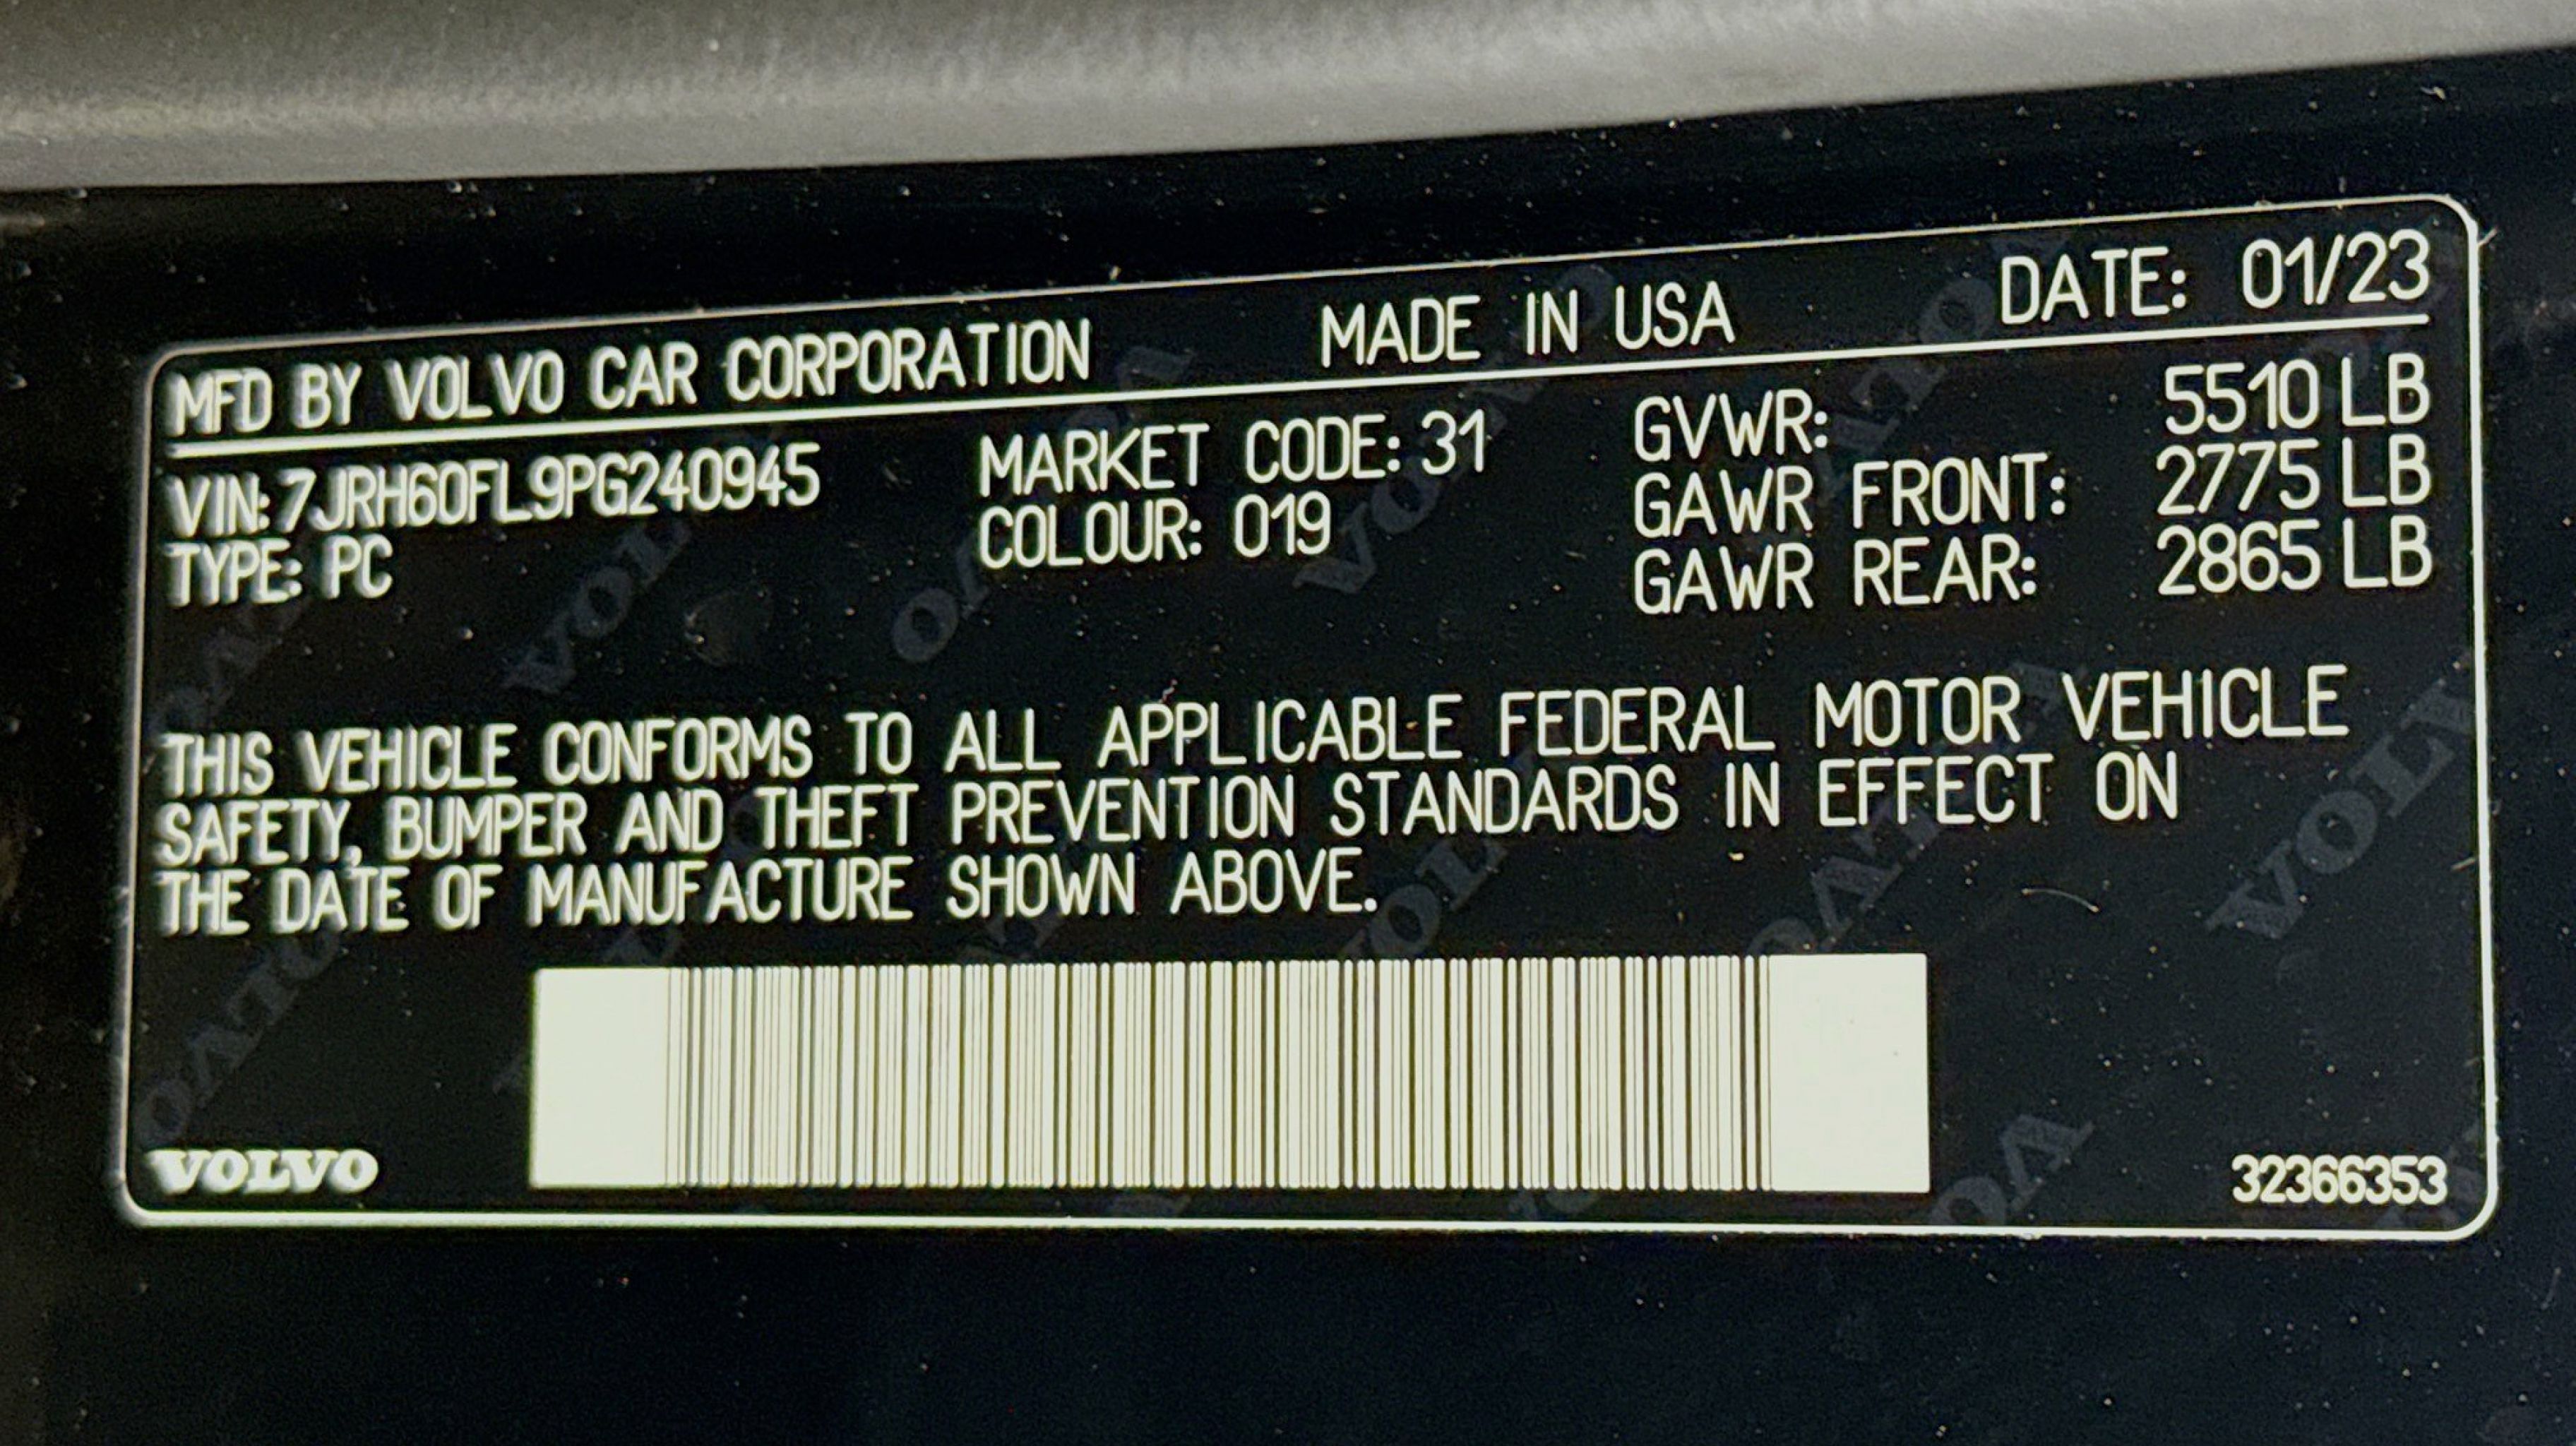 MFD BY VOLVO CAR CORPORATION MADE IN USA DATE: 01/23
VIN: 7JRH60FL9PG240945 MARKET CODE: 31 GVWR: 5510 LB
TYPE: PC COLOUR: 019 GAWR FRONT: 2775 LB
GAWR REAR: 2865 LB
THIS VEHICLE CONFORMS TO ALL APPLICABLE FEDERAL MOTOR VEHICLE
SAFETY, BUMPER AND THEFT PREVENTION STANDARDS IN EFFECT ON
THE DATE OF MANUFACTURE SHOWN ABOVE.
VOLVO 32366353